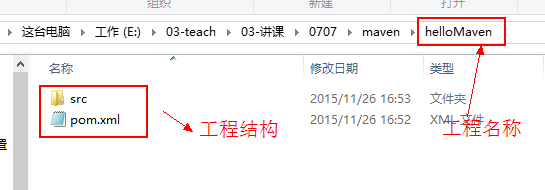 组织 新建 打开
这台电脑 工作 (E:) 03-teach 03-讲课 0707 maven helloMaven
名称 修改日期 类型
src 2015/11/26 16:53 文件夹
pom.xml 2015/11/26 16:52 XML 文件
工程结构 工程名称
置